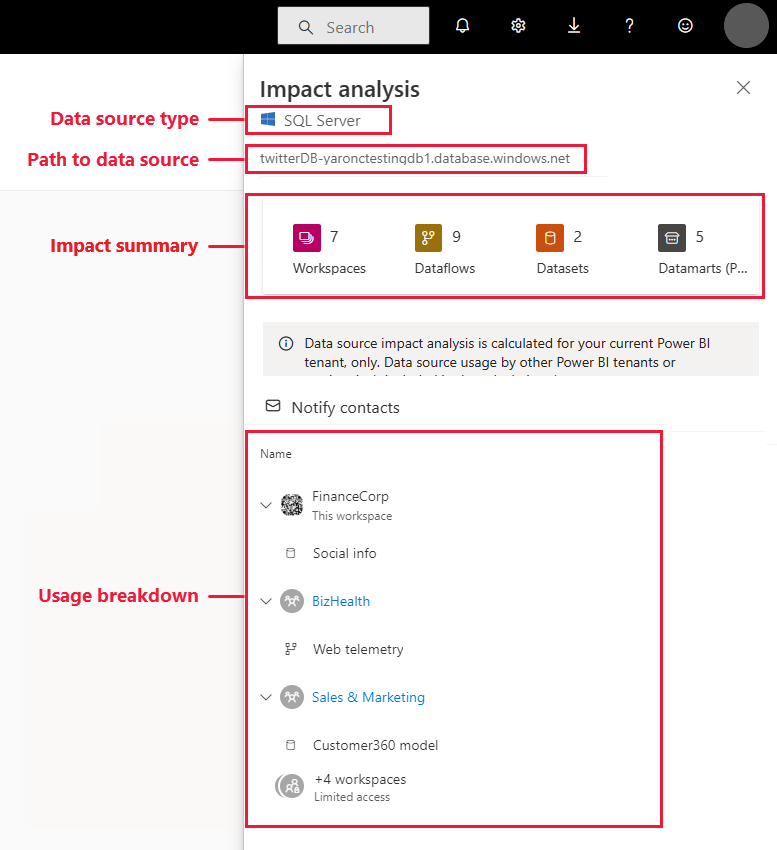 Search
?
Impact analysis
Data source type
SQL Server
Path to data source
twitterDB-yaronctestingdb1.database.windows.net
Impact summary
7
9
2
5
Workspaces
Dataflows
Datasets
Datamarts (P...
Data source impact analysis is calculated for your current Power BI
tenant, only. Data source usage by other Power BI tenants or
Notify contacts
Name
FinanceCorp
This workspace
Social info
Usage breakdown
BizHealth
Web telemetry
Sales & Marketing
Customer360 model
+4 workspaces
Limited access